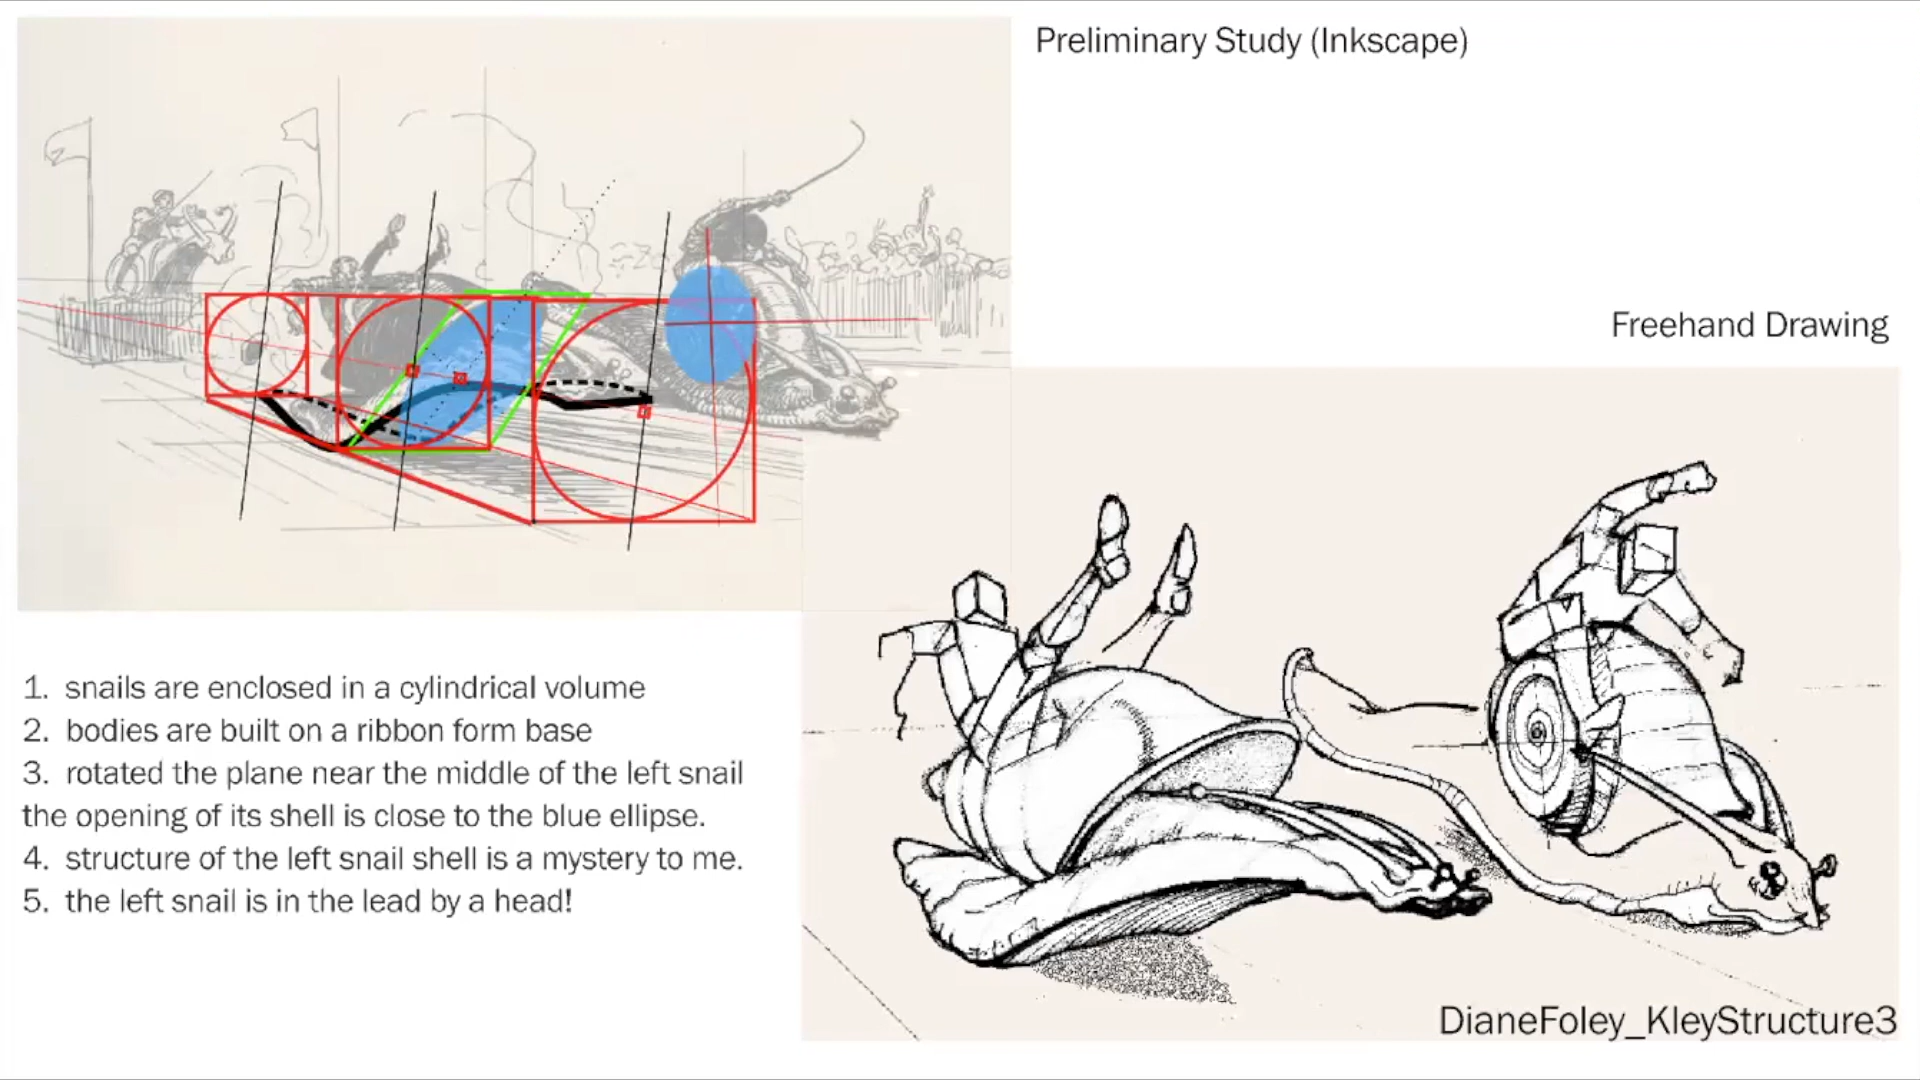 Preliminary Study (Inkscape)
Freehand Drawing
1. snails are enclosed in a cylindrical volume
2. bodies are built on a ribbon form base
3. rotated the plane near the middle of the left snail
the opening of its shell is close to the blue ellipse.
4. structure of the left snail shell is a mystery to me.
5. the left snail is in the lead by a head!
DianeFoley_KleyStructure3